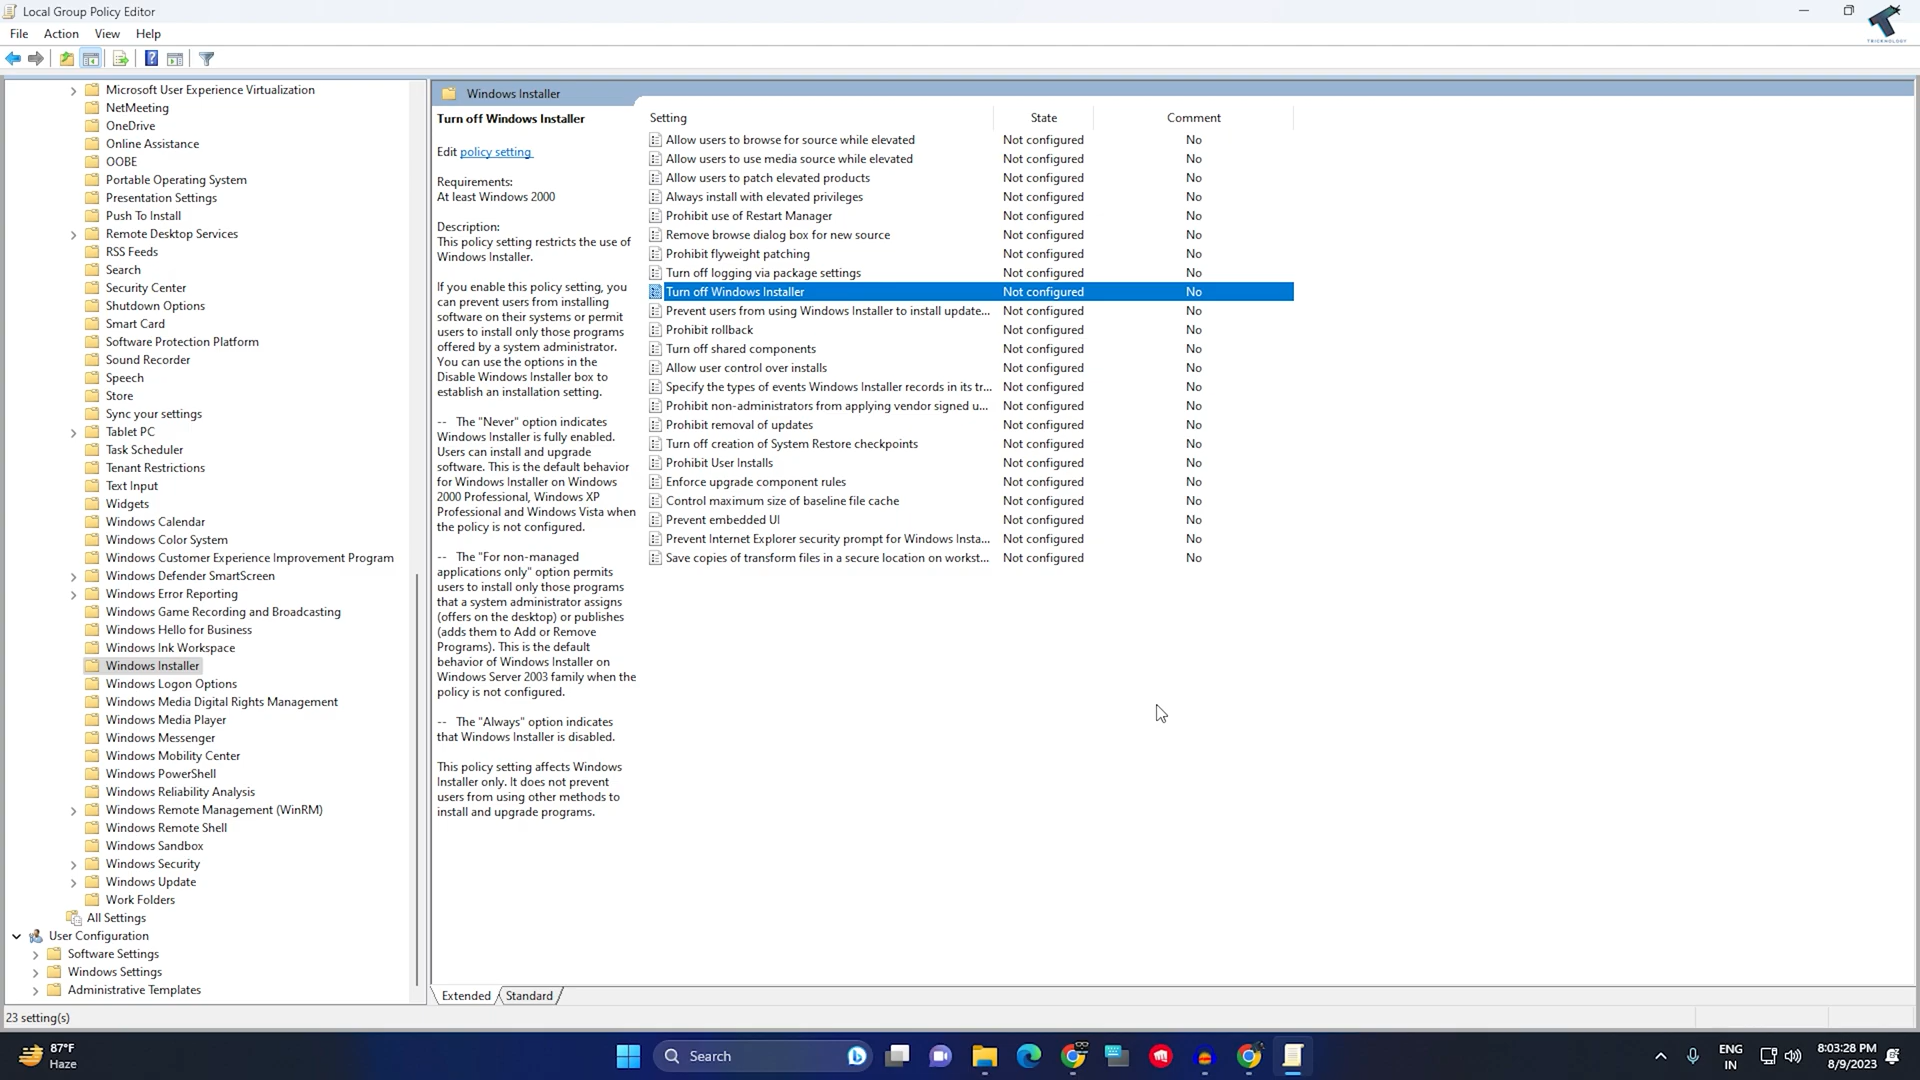 Local Group Policy Editor
TRICKNOLOGY
File Action View Help
Microsoft User Experience Virtualization
NetMeeting
OneDrive
Online Assistance
OOBE
Portable Operating System
Presentation Settings
Push To Install
Remote Desktop Services
RSS Feeds
Search
Security Center
Shutdown Options
Smart Card
Software Protection Platform
Sound Recorder
Speech
Store
Sync your settings
Tablet PC
Task Scheduler
Tenant Restrictions
Text Input
Widgets
Windows Calendar
Windows Color System
Windows Customer Experience Improvement Program
Windows Defender SmartScreen
Windows Error Reporting
Windows Game Recording and Broadcasting
Windows Hello for Business
Windows Ink Workspace
Windows Installer
Windows Logon Options
Windows Media Digital Rights Management
Windows Media Player
Windows Messenger
Windows Mobility Center
Windows PowerShell
Windows Reliability Analysis
Windows Remote Management (WinRM)
Windows Remote Shell
Windows Sandbox
Windows Security
Windows Update
Work Folders
All Settings
User Configuration
Software Settings
Windows Settings
Administrative Templates
Windows Installer
Turn off Windows Installer
Edit policy setting
Requirements:
At least Windows 2000
Description:
This policy setting restricts the use of
Windows Installer.
If you enable this policy setting, you
can prevent users from installing
software on their systems or permit
users to install only those programs
offered by a system administrator.
You can use the options in the
Disable Windows Installer box to
establish an installation setting.
-- The "Never" option indicates
Windows Installer is fully enabled.
Users can install and upgrade
software. This is the default behavior
for Windows Installer on Windows
2000 Professional, Windows XP
Professional and Windows Vista when
the policy is not configured.
-- The "For non-managed
applications only" option permits
users to install only those programs
that a system administrator assigns
(offers on the desktop) or publishes
(adds them to Add or Remove
Programs). This is the default
behavior of Windows Installer on
Windows Server 2003 family when the
policy is not configured.
-- The "Always" option indicates
that Windows Installer is disabled.
This policy setting affects Windows
Installer only. It does not prevent
users from using other methods to
install and upgrade programs.
Setting State Comment
Allow users to browse for source while elevated Not configured No
Allow users to use media source while elevated Not configured No
Allow users to patch elevated products Not configured No
Always install with elevated privileges Not configured No
Prohibit use of Restart Manager Not configured No
Remove browse dialog box for new source Not configured No
Prohibit flyweight patching Not configured No
Turn off logging via package settings Not configured No
Turn off Windows Installer Not configured No
Prevent users from using Windows Installer to install update... Not configured No
Prohibit rollback Not configured No
Turn off shared components Not configured No
Allow user control over installs Not configured No
Specify the types of events Windows Installer records in its tr... Not configured No
Prohibit non-administrators from applying vendor signed u... Not configured No
Prohibit removal of updates Not configured No
Turn off creation of System Restore checkpoints Not configured No
Prohibit User Installs Not configured No
Enforce upgrade component rules Not configured No
Control maximum size of baseline file cache Not configured No
Prevent embedded UI Not configured No
Prevent Internet Explorer security prompt for Windows Insta... Not configured No
Save copies of transform files in a secure location on workst... Not configured No
Extended Standard
23 setting(s)
87°F
Haze
Search
ENG
IN
8:03:28 PM
8/9/2023